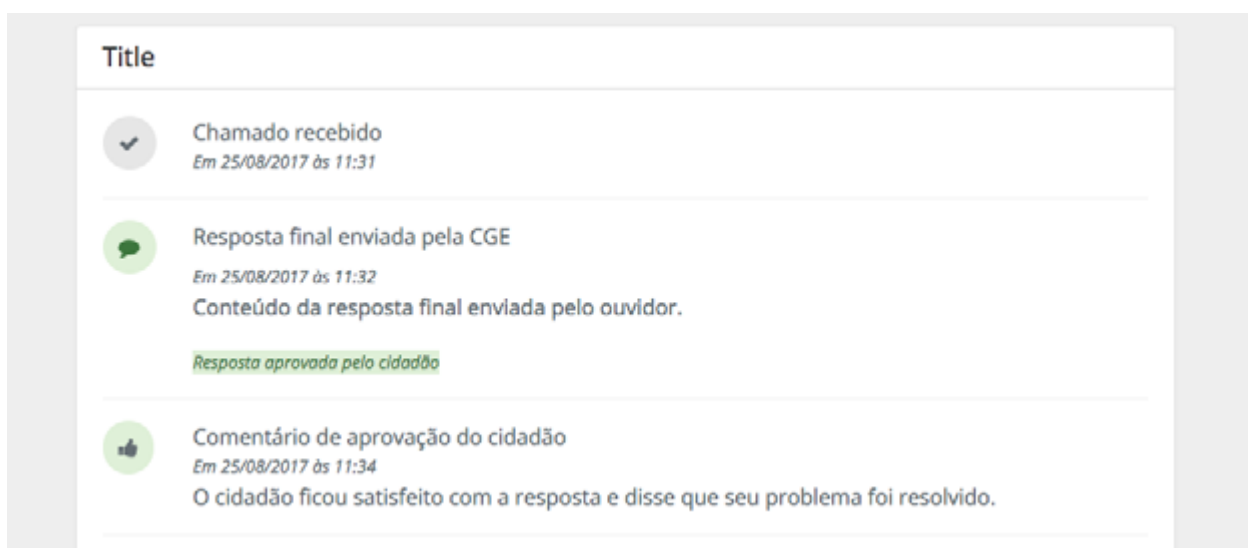 Title
Chamado recebido
Em 25/08/2017 às 11:31
Resposta final enviada pela CGE
Em 25/08/2017 às 11:32
Conteúdo da resposta final enviada pelo ouvidor.
Resposta aprovada pelo cidadão
Comentário de aprovação do cidadão
Em 25/08/2017 às 11:34
O cidadão ficou satisfeito com a resposta e disse que seu problema foi resolvido.